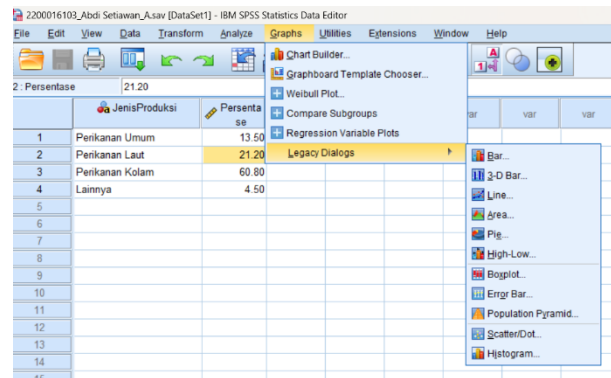 2200016103_Abdi Setiawan_A.sav [DataSet1] - IBM SPSS Statistics Data Editor
File Edit View Data Transform Analyze Graphs Utilities Extensions Window Help
2 : Persentase 21.20
JenisProduksi Persenta
se
var var var
1 Perikanan Umum 13.50
2 Perikanan Laut 21.20
3 Perikanan Kolam 60.80
4 Lainnya 4.50
5
6
7
8
9
10
11
12
13
14
Chart Builder...
Graphboard Template Chooser...
Weibull Plot...
Compare Subgroups
Regression Variable Plots
Legacy Dialogs
Bar...
3-D Bar...
Line...
Area...
Pie...
High-Low...
Boxplot...
Error Bar...
Population Pyramid...
Scatter/Dot...
Histogram...